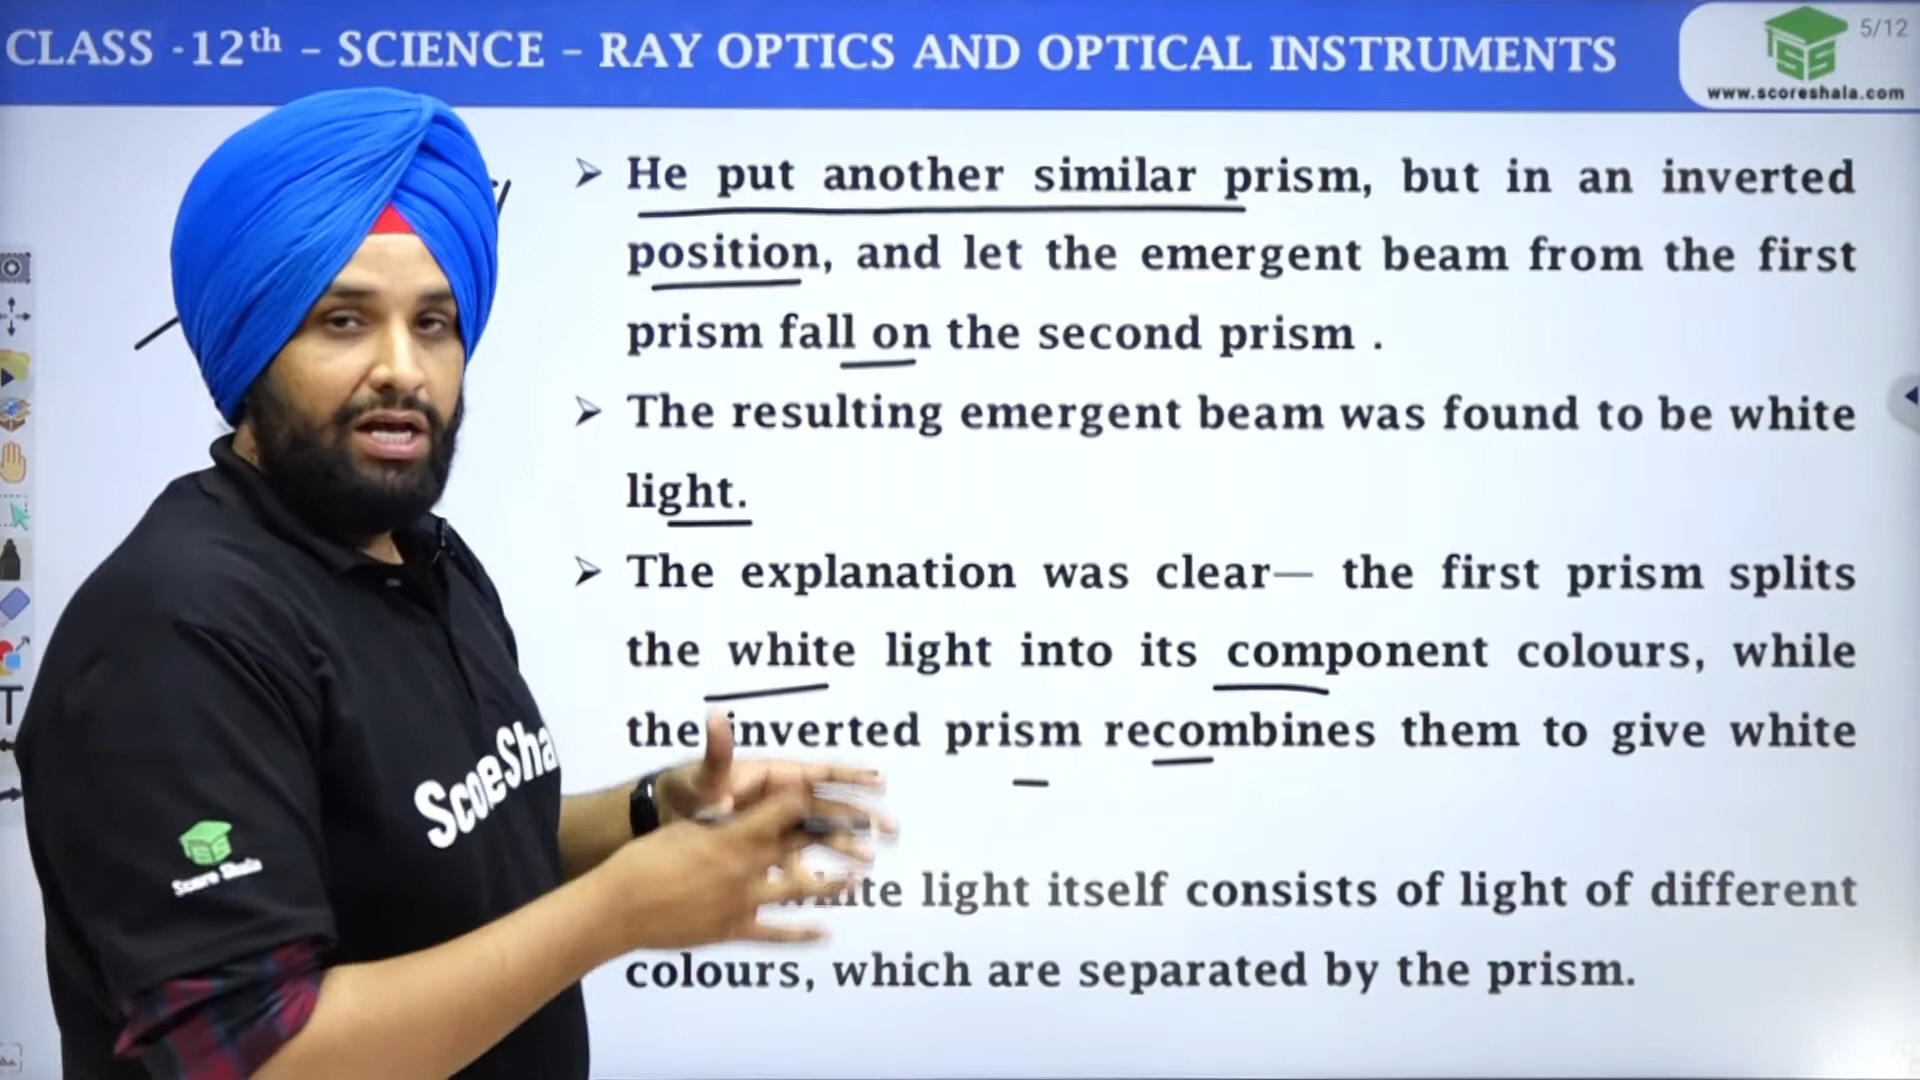 CLASS -12th – SCIENCE – RAY OPTICS AND OPTICAL INSTRUMENTS
5/12
www.scoreshala.com
➢ He put another similar prism, but in an inverted
position, and let the emergent beam from the first
prism fall on the second prism .
➢ The resulting emergent beam was found to be white
light.
➢ The explanation was clear— the first prism splits
the white light into its component colours, while
the inverted prism recombines them to give white
light itself consists of light of different
colours, which are separated by the prism.
ScoreSha
Score Shala
T